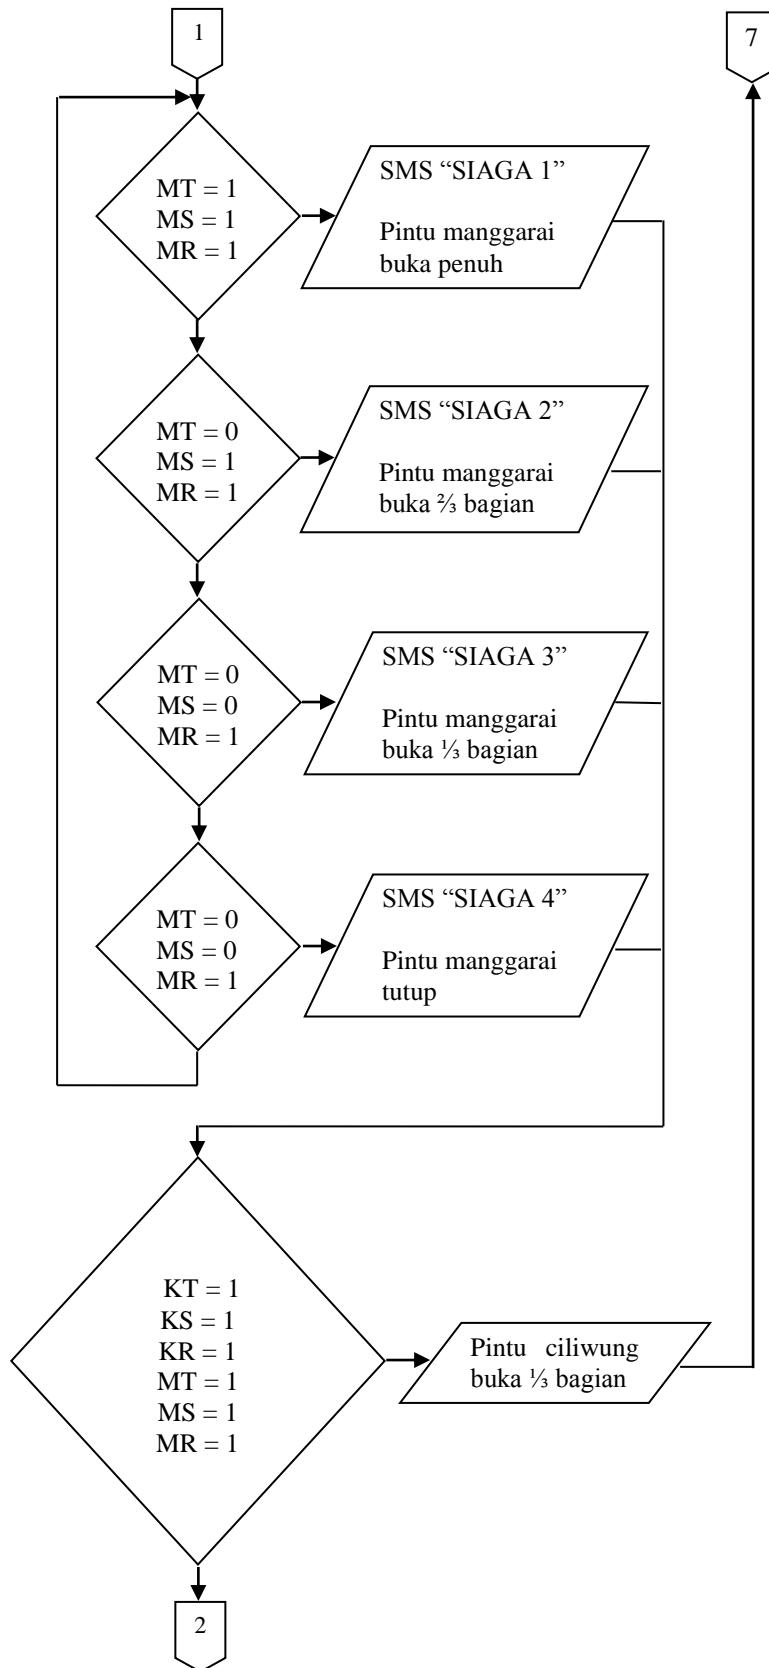 1
7
MT = 1
MS = 1
MR = 1
SMS “SIAGA 1”
Pintu manggarai
buka penuh
MT = 0
MS = 1
MR = 1
SMS “SIAGA 2”
Pintu manggarai
buka ⅔ bagian
MT = 0
MS = 0
MR = 1
SMS “SIAGA 3”
Pintu manggarai
buka ⅓ bagian
MT = 0
MS = 0
MR = 1
SMS “SIAGA 4”
Pintu manggarai
tutup
KT = 1
KS = 1
KR = 1
MT = 1
MS = 1
MR = 1
Pintu ciliwung
buka ⅓ bagian
2